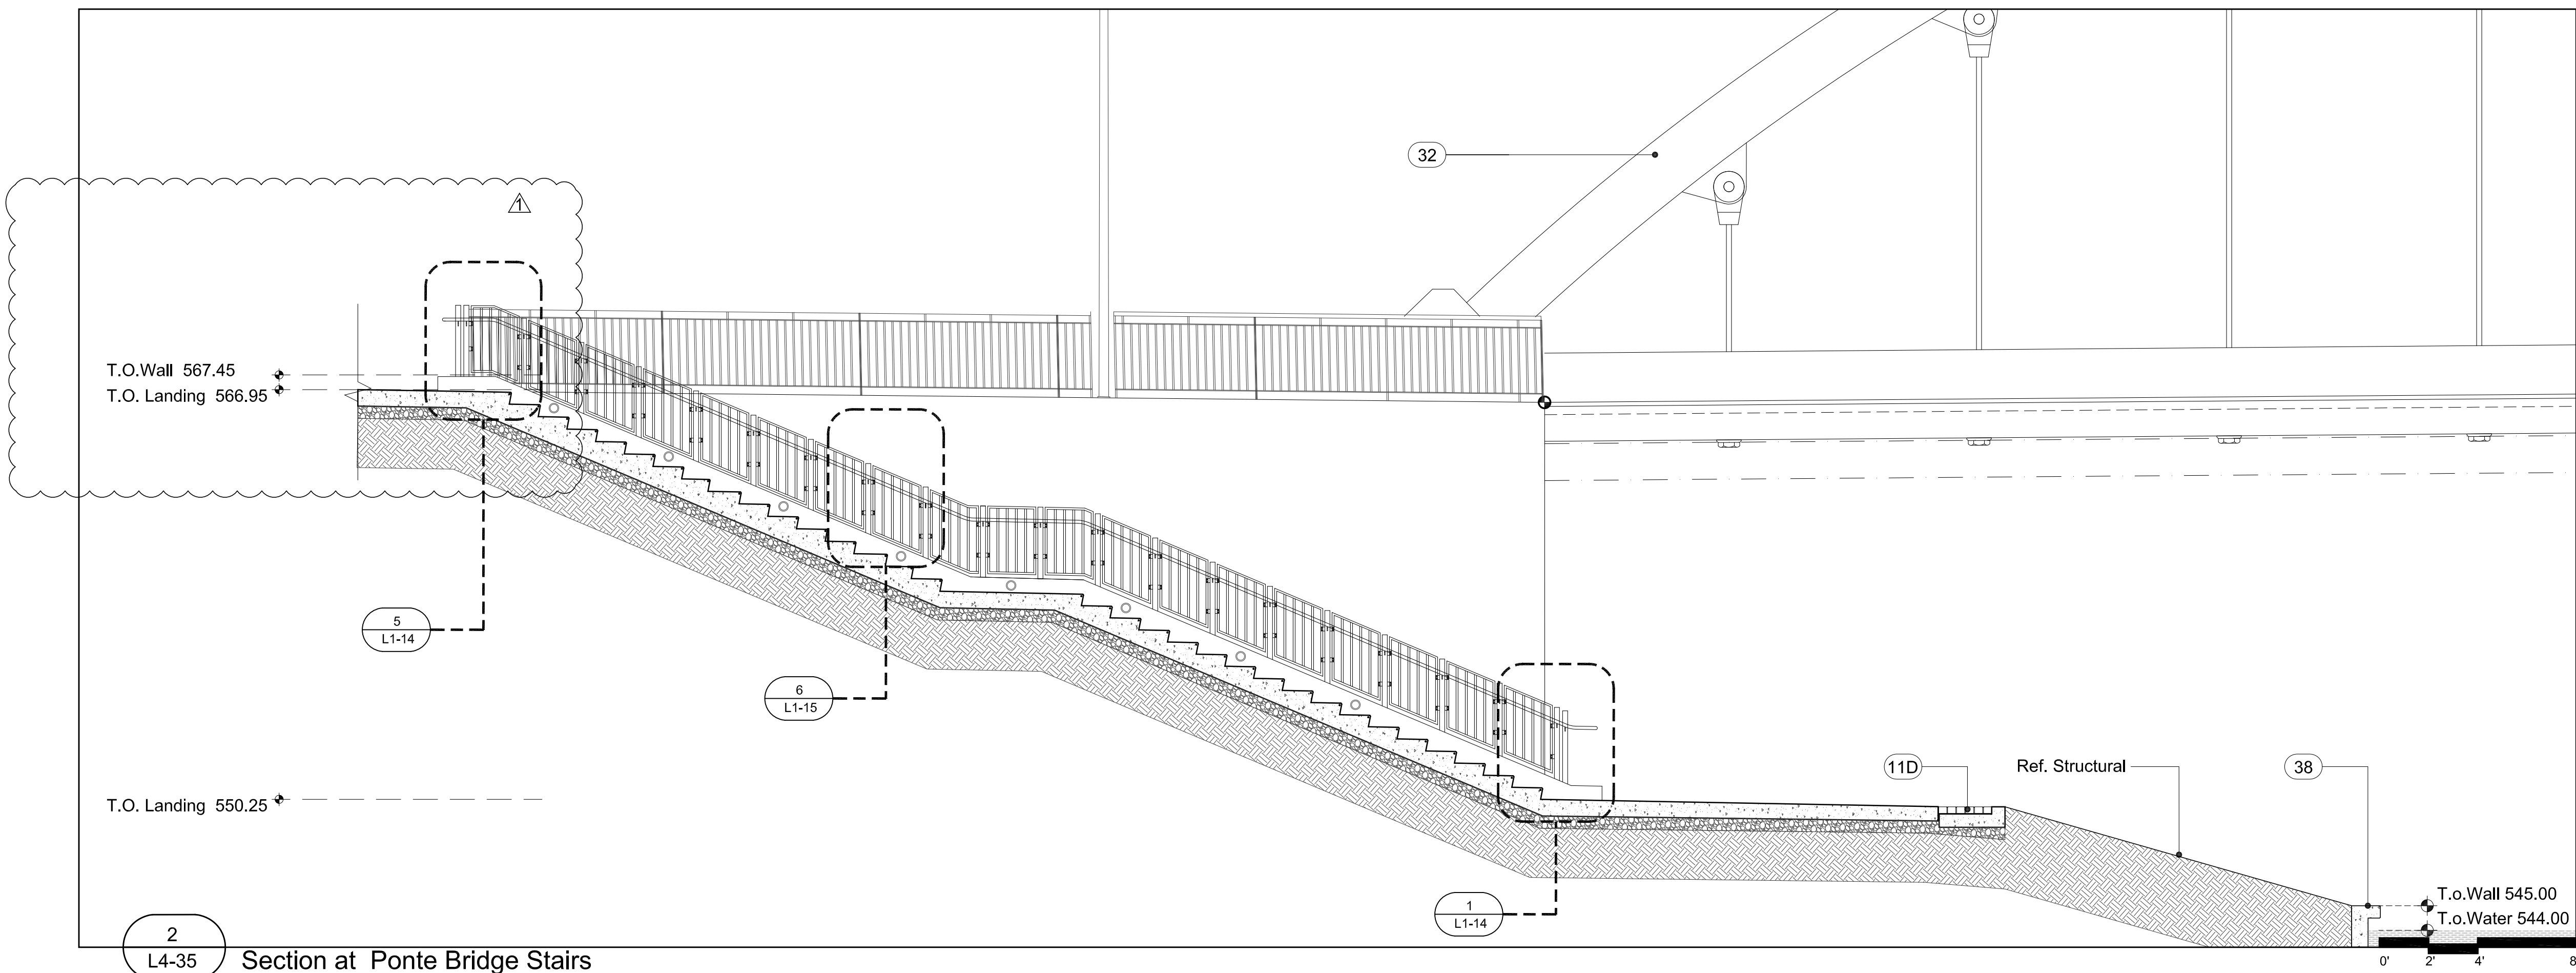 32
1
T.O.Wall 567.45
T.O. Landing 566.95
5
L1-14
6
L1-15
T.O. Landing 550.25
11D
Ref. Structural
38
1
L1-14
T.o.Wall 545.00
T.o.Water 544.00
2
L4-35
Section at Ponte Bridge Stairs
0' 2' 4' 8